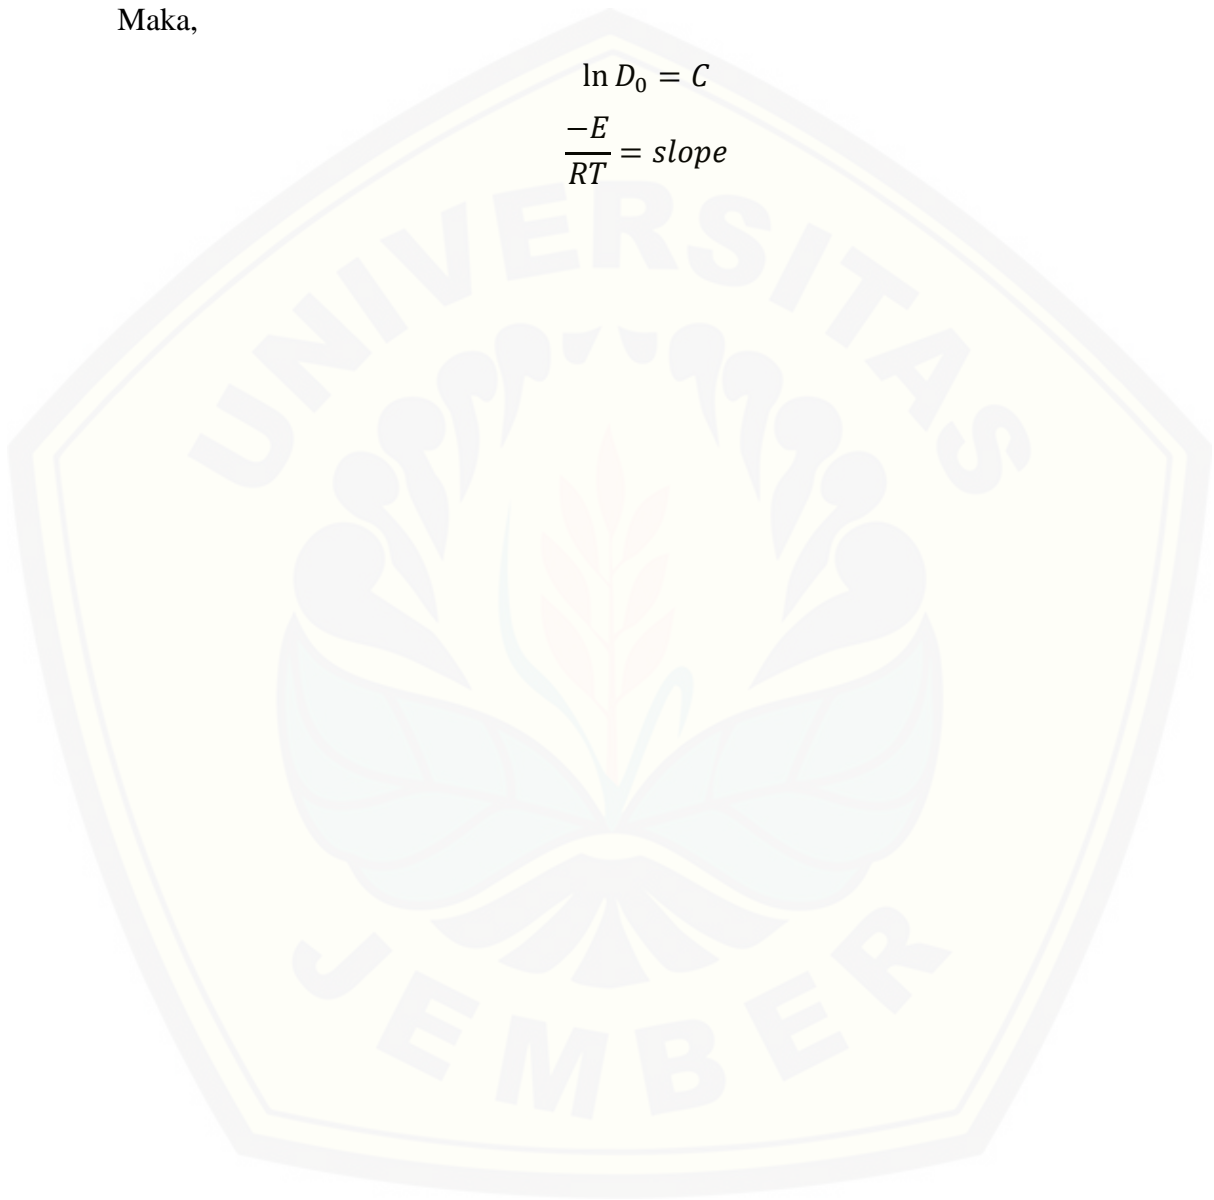 Maka,
ln D₀ = C
−E/RT = slope
UNIVERSITAS
JEMBER